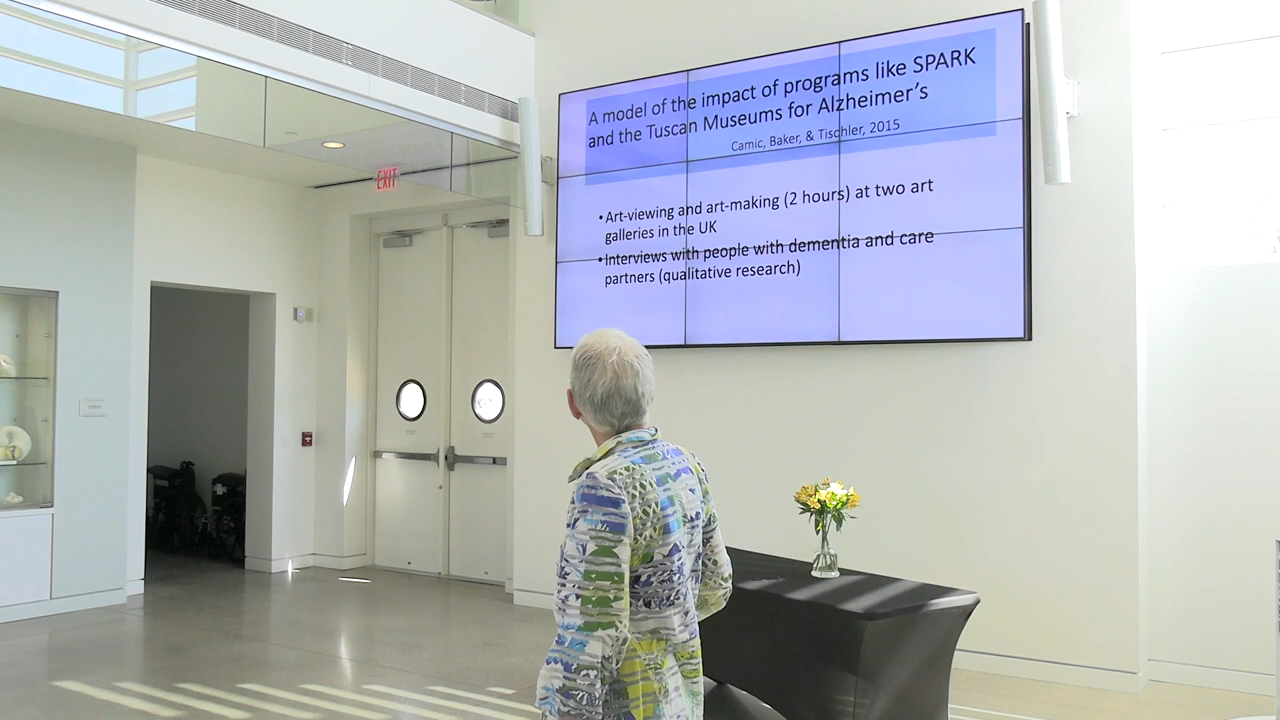 A model of the impact of programs like SPARK
and the Tuscan Museums for Alzheimer's
Camic, Baker, & Tischler, 2015
•Art-viewing and art-making (2 hours) at two art
galleries in the UK
•Interviews with people with dementia and care
partners (qualitative research)
EXIT